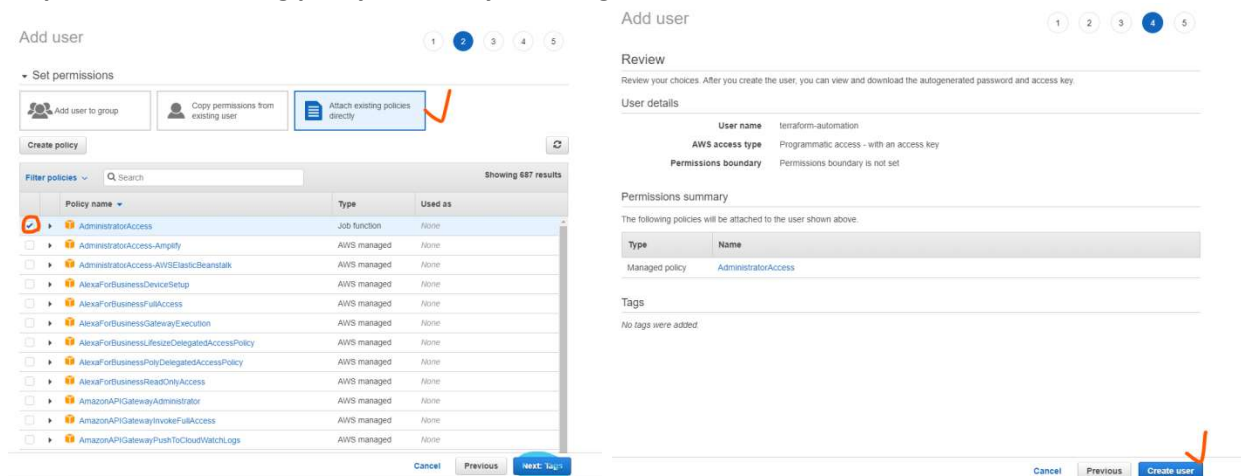 Add user
1 2 3 4 5
Set permissions
Add user to group
Copy permissions from
existing user
Attach existing policies
directly
Create policy
Filter policies
Search
Showing 687 results
Policy name Type Used as
AdministratorAccess Job function None
AdministratorAccess-Amplify AWS managed None
AdministratorAccess-AWSElasticBeanstalk AWS managed None
AlexaForBusinessDeviceSetup AWS managed None
AlexaForBusinessFullAccess AWS managed None
AlexaForBusinessGatewayExecution AWS managed None
AlexaForBusinessLifesizeDelegatedAccessPolicy AWS managed None
AlexaForBusinessPolyDelegatedAccessPolicy AWS managed None
AlexaForBusinessReadOnlyAccess AWS managed None
AmazonAPIGatewayAdministrator AWS managed None
AmazonAPIGatewayInvokeFullAccess AWS managed None
AmazonAPIGatewayPushToCloudWatchLogs AWS managed None
Cancel Previous Next: Tags
Add user
1 2 3 4 5
Review
Review your choices. After you create the user, you can view and download the autogenerated password and access key.
User details
User name terraform-automation
AWS access type Programmatic access - with an access key
Permissions boundary Permissions boundary is not set
Permissions summary
The following policies will be attached to the user shown above.
Type Name
Managed policy AdministratorAccess
Tags
No tags were added.
Cancel Previous Create user